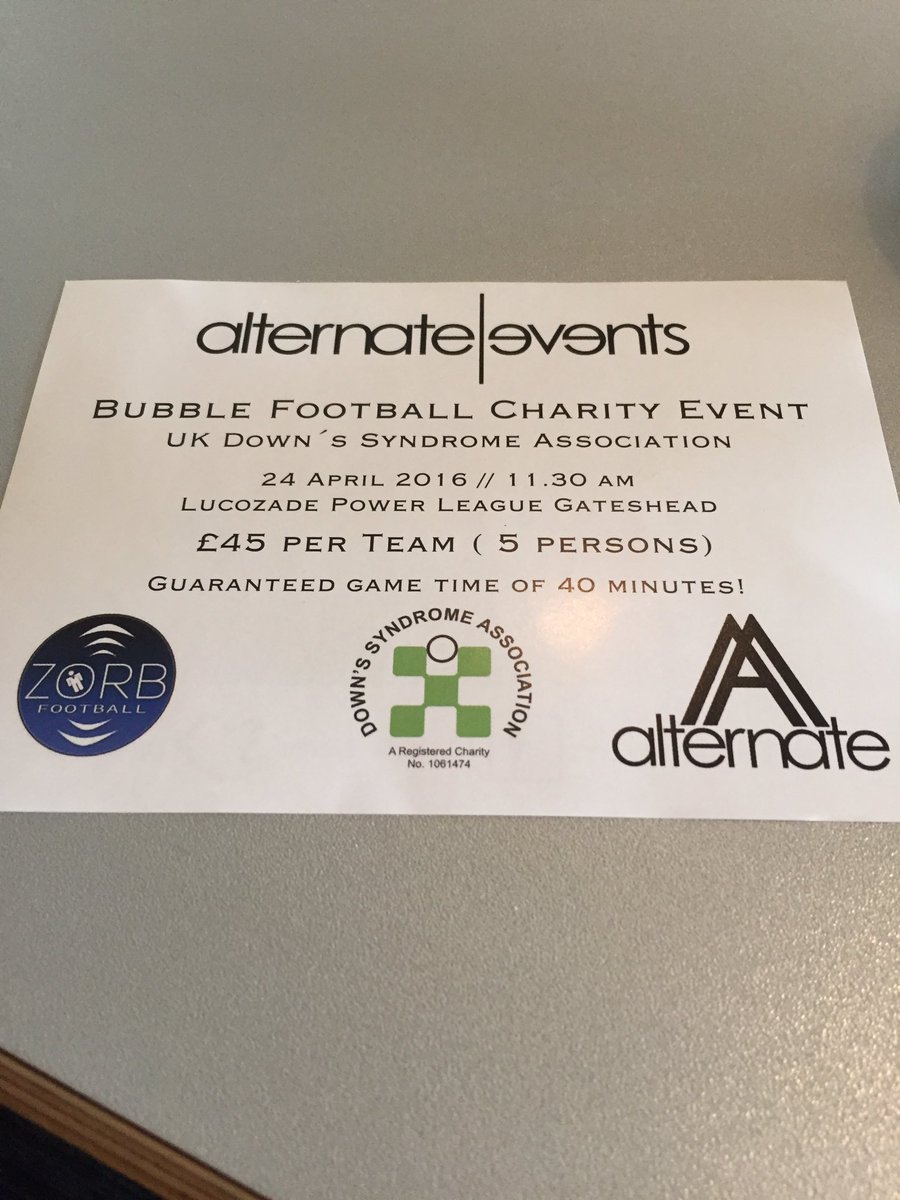 alternate|events
BUBBLE FOOTBALL CHARITY EVENT
UK DOWN´S SYNDROME ASSOCIATION
24 APRIL 2016 // 11.30 AM
LUCOZADE POWER LEAGUE GATESHEAD
£45 PER TEAM ( 5 PERSONS)
GUARANTEED GAME TIME OF 40 MINUTES!
ZORB
FOOTBALL
DOWN'S SYNDROME ASSOCIATION
A Registered Charity
No. 1061474
A
alternate